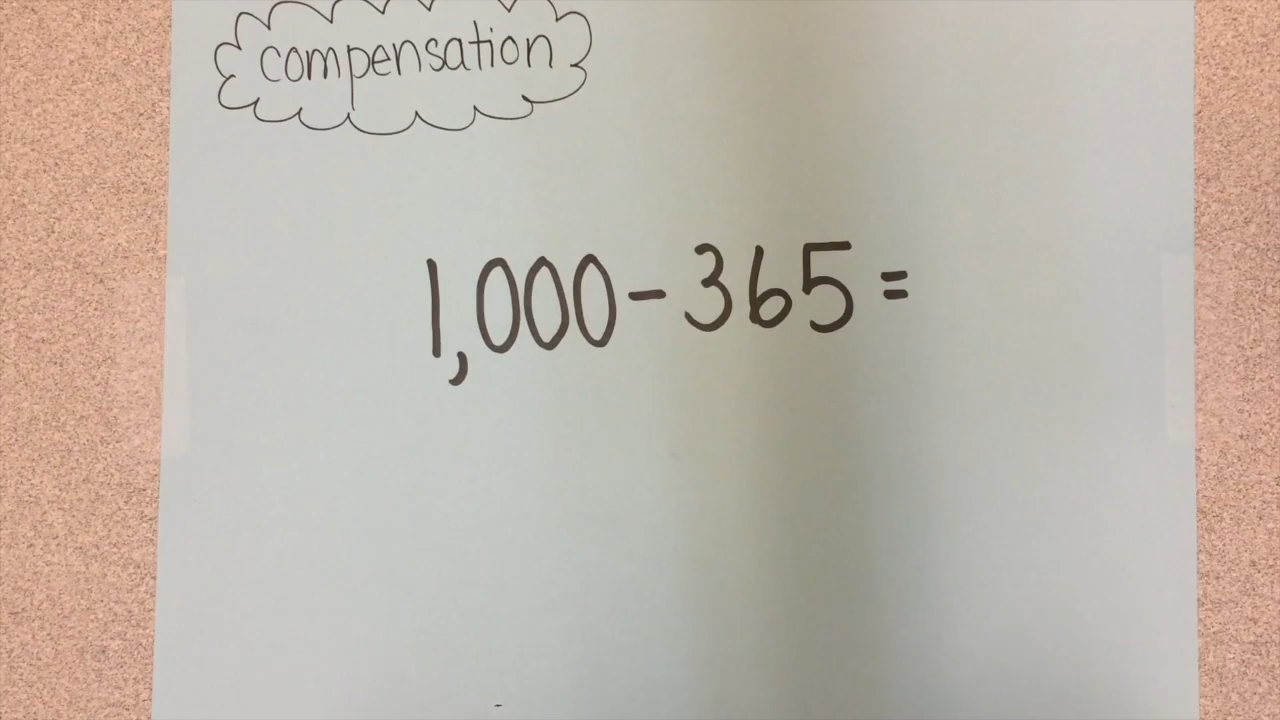 compensation
1,000 - 365 =